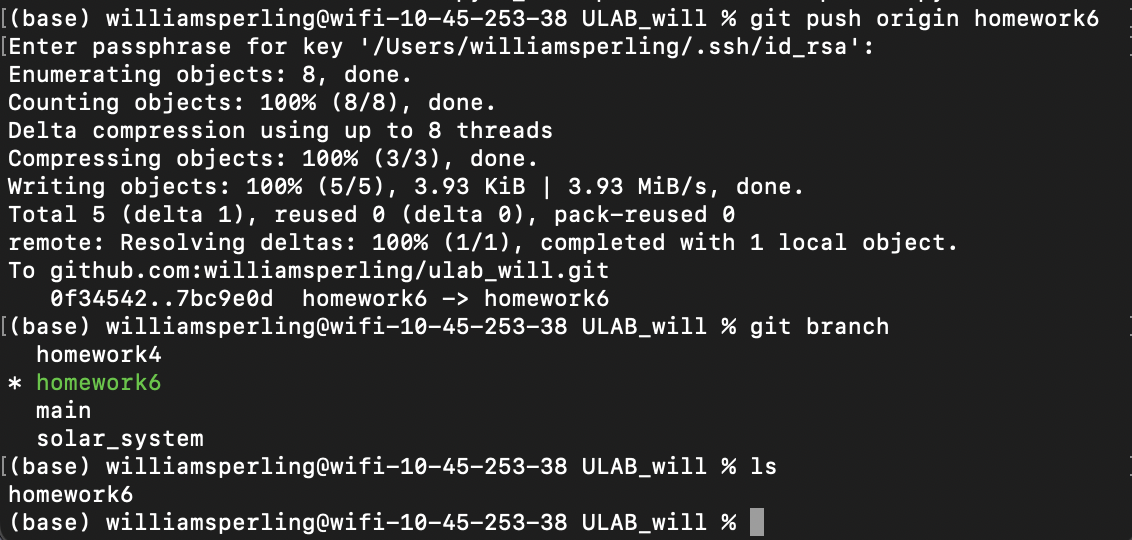 (base) williamsperling@wifi-10-45-253-38 ULAB_will % git push origin homework6
Enter passphrase for key '/Users/williamsperling/.ssh/id_rsa':
Enumerating objects: 8, done.
Counting objects: 100% (8/8), done.
Delta compression using up to 8 threads
Compressing objects: 100% (3/3), done.
Writing objects: 100% (5/5), 3.93 KiB | 3.93 MiB/s, done.
Total 5 (delta 1), reused 0 (delta 0), pack-reused 0
remote: Resolving deltas: 100% (1/1), completed with 1 local object.
To github.com:williamsperling/ulab_will.git
   0f34542..7bc9e0d  homework6 -> homework6
(base) williamsperling@wifi-10-45-253-38 ULAB_will % git branch
  homework4
* homework6
  main
  solar_system
(base) williamsperling@wifi-10-45-253-38 ULAB_will % ls
homework6
(base) williamsperling@wifi-10-45-253-38 ULAB_will %